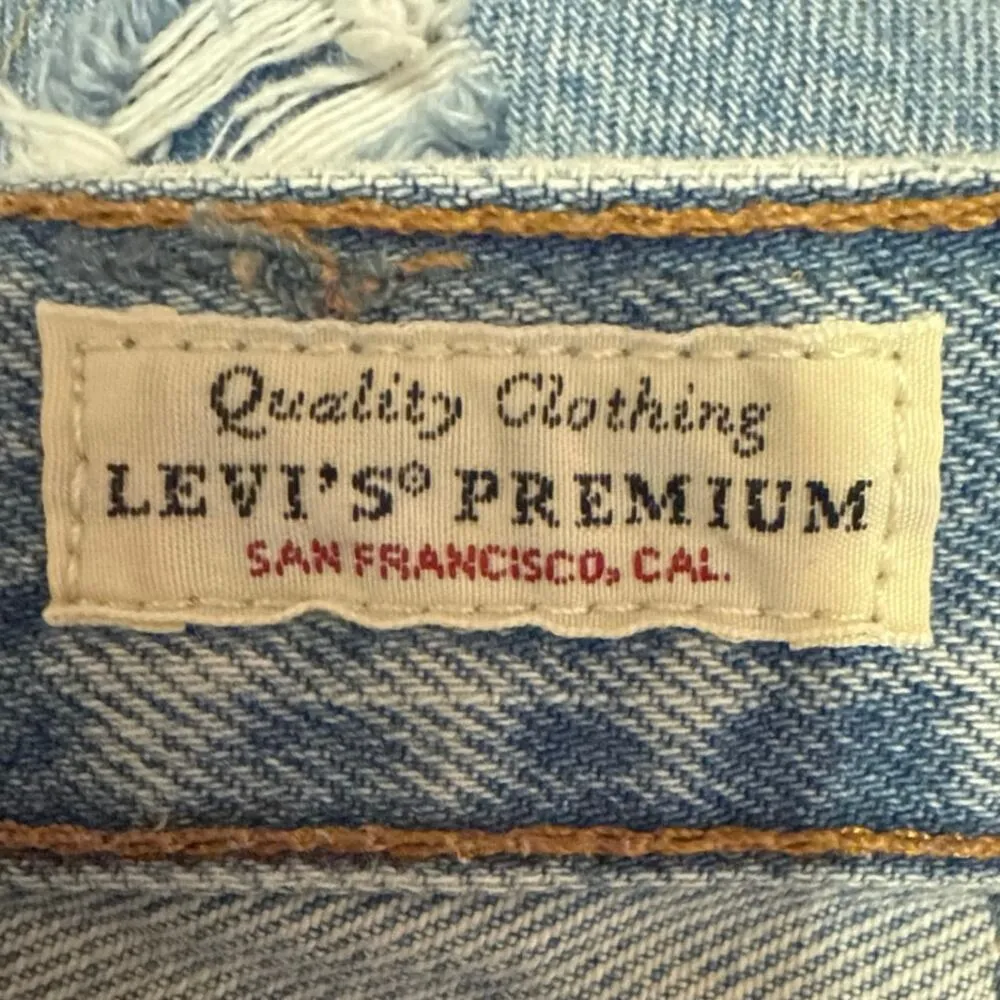 Quality Clothing
LEVI'S® PREMIUM
SAN FRANCISCO, CAL.